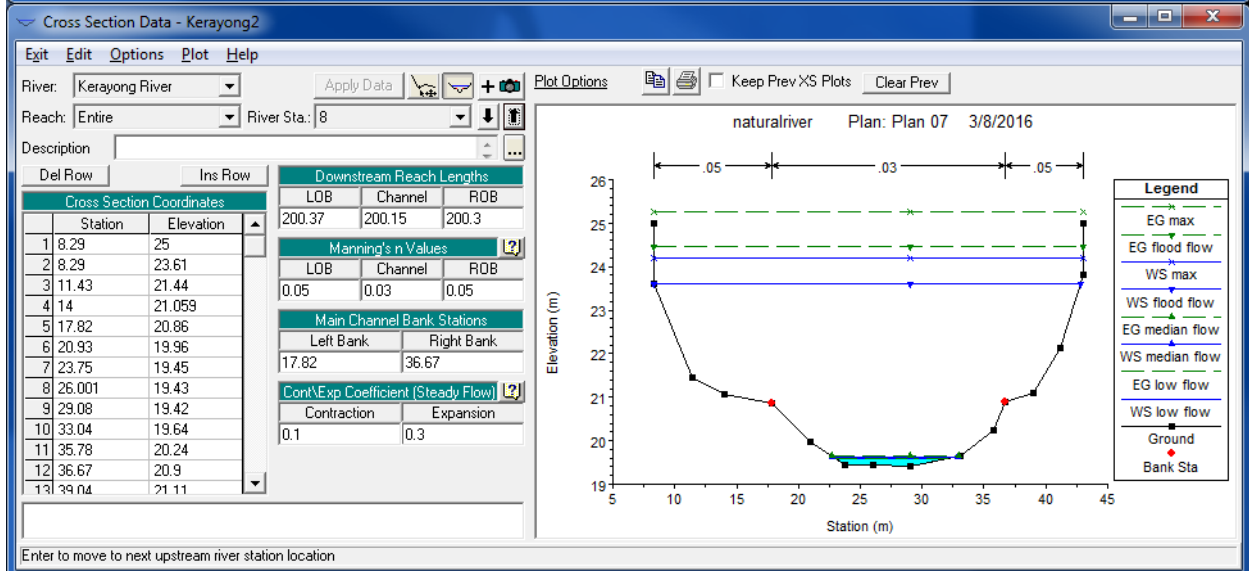 Cross Section Data - Kerayong2
Exit Edit Options Plot Help
River: Kerayong River Apply Data
Reach: Entire River Sta.: 8
Description ...
Del Row Ins Row
Cross Section Coordinates
Station Elevation
1 8.29 25
2 8.29 23.61
3 11.43 21.44
4 14 21.059
5 17.82 20.86
6 20.93 19.96
7 23.75 19.45
8 26.001 19.43
9 29.08 19.42
10 33.04 19.64
11 35.78 20.24
12 36.67 20.9
13 39.04 21.11
Downstream Reach Lengths
LOB Channel ROB
200.37 200.15 200.3
Manning's n Values
LOB Channel ROB
0.05 0.03 0.05
Main Channel Bank Stations
Left Bank Right Bank
17.82 36.67
Cont\Exp Coefficient (Steady Flow)
Contraction Expansion
0.1 0.3
Plot Options Keep Prev XS Plots Clear Prev
naturalriver Plan: Plan 07 3/8/2016
.05 .03 .05
Elevation (m)
26
25
24
23
22
21
20
19
5 10 15 20 25 30 35 40 45
Station (m)
Legend
EG max
EG flood flow
WS max
WS flood flow
EG median flow
WS median flow
EG low flow
WS low flow
Ground
Bank Sta
Enter to move to next upstream river station location